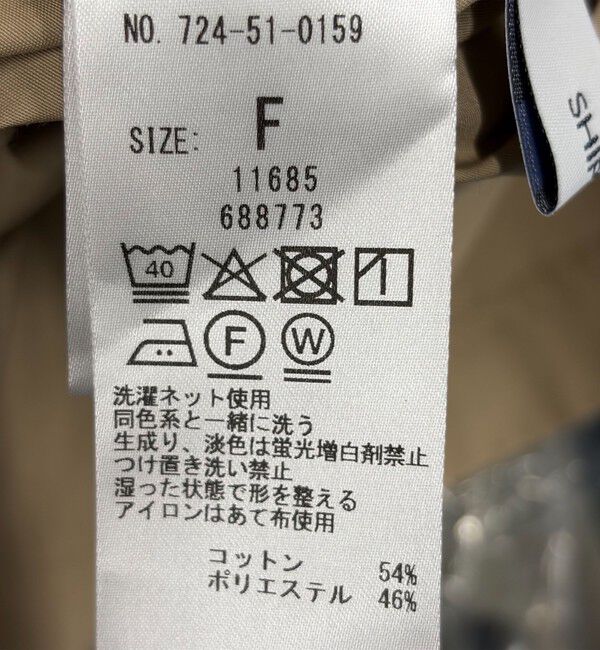 NO. 724-51-0159
SIZE: F
11685
688773
40
F
W
洗濯ネット使用
同色系と一緒に洗う
生成り、淡色は蛍光増白剤禁止
つけ置き洗い禁止
湿った状態で形を整える
アイロンはあて布使用
コットン 54%
ポリエステル 46%